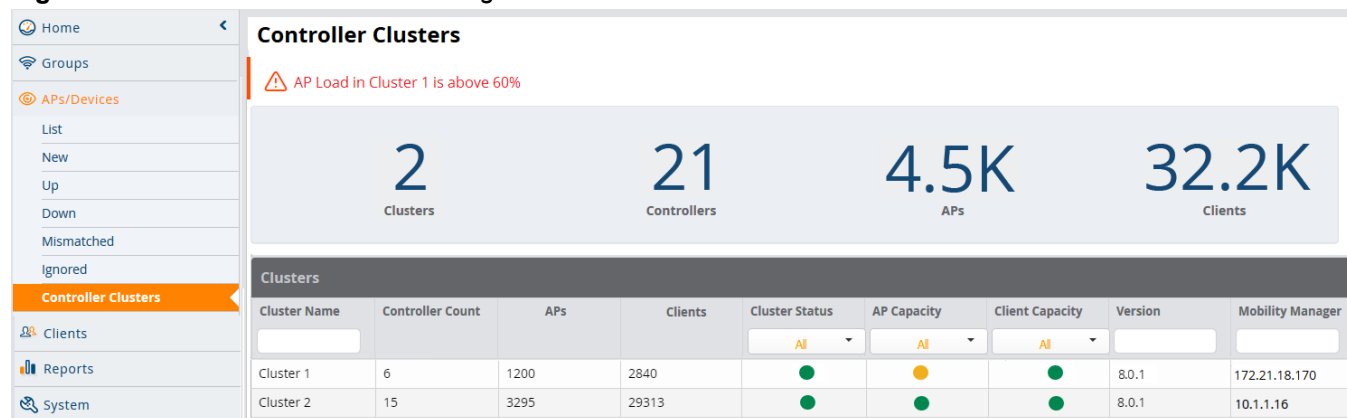 Home
Groups
APs/Devices
List
New
Up
Down
Mismatched
Ignored
Controller Clusters
Clients
Reports
System
Controller Clusters
AP Load in Cluster 1 is above 60%
2 21 4.5K 32.2K
Clusters Controllers APs Clients
Clusters
Cluster Name Controller Count APs Clients Cluster Status AP Capacity Client Capacity Version Mobility Manager
All All All
Cluster 1 6 1200 2840 8.0.1 172.21.18.170
Cluster 2 15 3295 29313 8.0.1 10.1.1.16